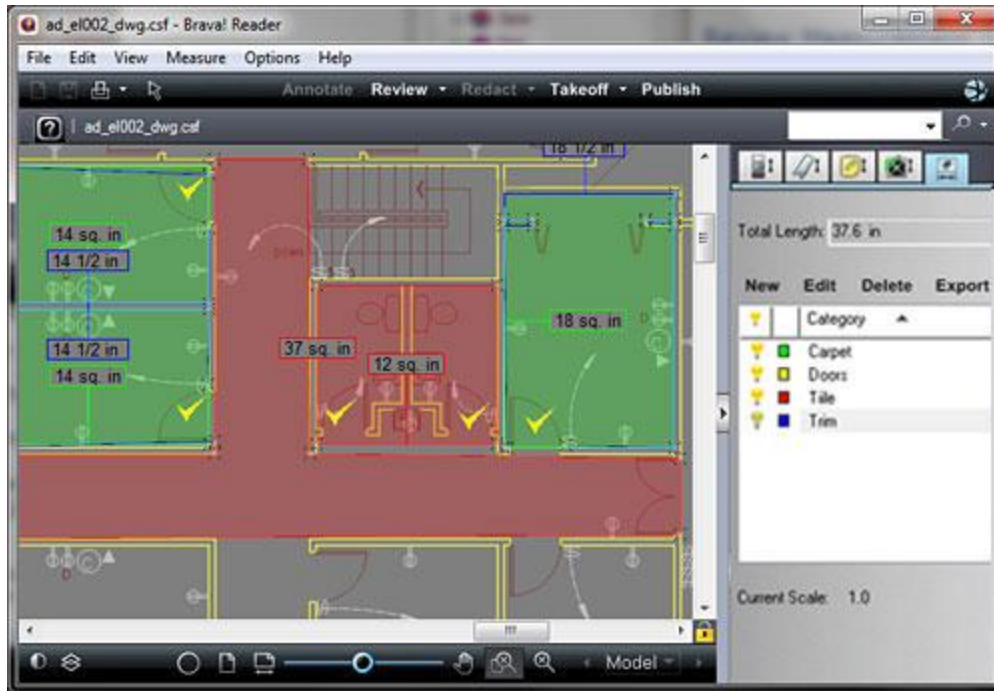 ad_el002_dwg.csf - Brava! Reader
File Edit View Measure Options Help
Annotate Review Redact Takeoff Publish
ad_el002_dwg.csf
18 1/2 in
14 sq. in
14 1/2 in
14 1/2 in
14 sq. in
37 sq. in
12 sq. in
18 sq. in
DOWN
D
D
Total Length: 37.6 in
New Edit Delete Export
Category
Carpet
Doors
Tile
Trim
Current Scale: 1.0
Model